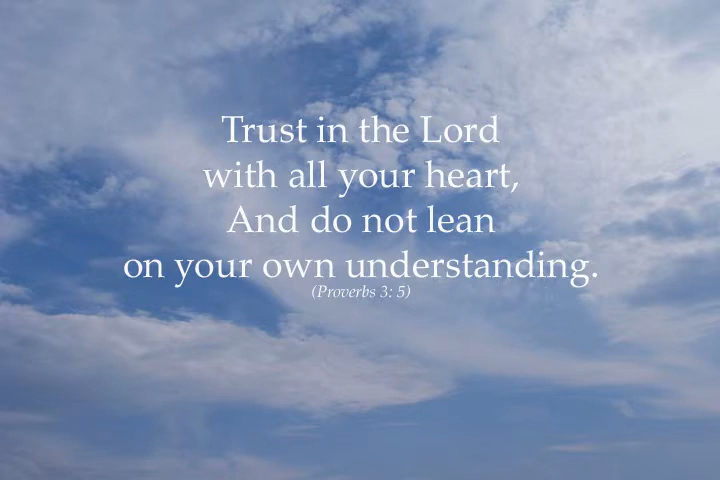 Trust in the Lord
with all your heart,
And do not lean
on your own understanding.
(Proverbs 3: 5)